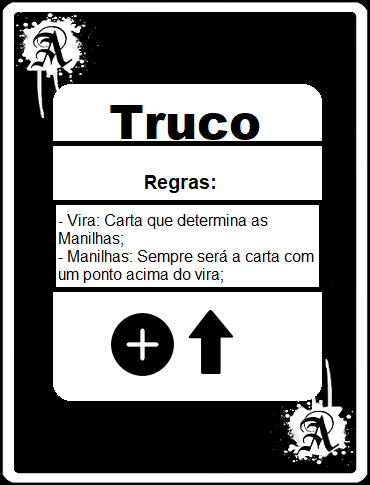 A
Truco
Regras:
- Vira: Carta que determina as
Manilhas;
- Manilhas: Sempre será a carta com
um ponto acima do vira;
A